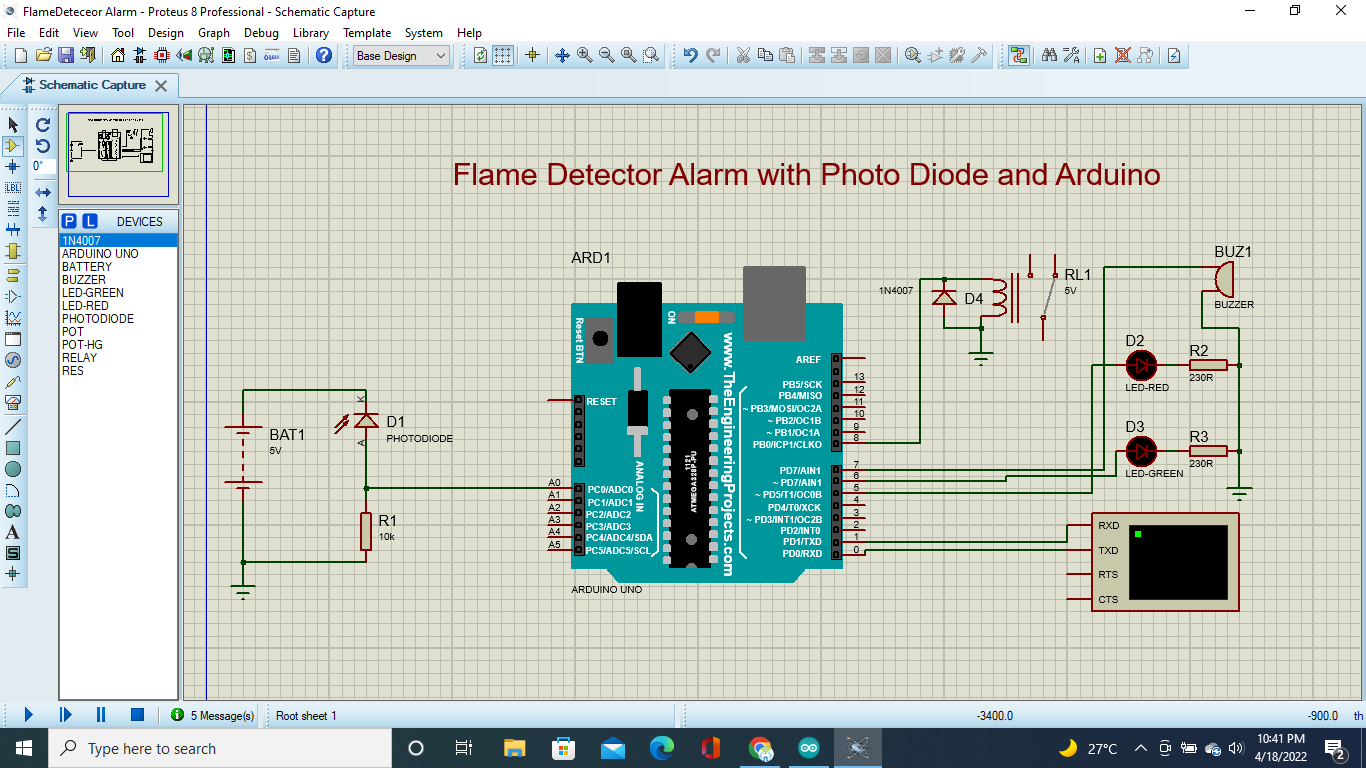 FlameDeteceor Alarm - Proteus 8 Professional - Schematic Capture
File Edit View Tool Design Graph Debug Library Template System Help
Base Design
Schematic Capture
0°
LBL
P L DEVICES
1N4007
ARDUINO UNO
BATTERY
BUZZER
LED-GREEN
LED-RED
PHOTODIODE
POT
POT-HG
RELAY
RES
Flame Detector Alarm with Photo Diode and Arduino
BAT1
5V
K
A
D1
PHOTODIODE
R1
10k
ARD1
Reset BTN
ON
www.TheEngineeringProjects.com
ANALOG IN
ATMEGA328P-PU
1121
RESET
A0 PC0/ADC0
A1 PC1/ADC1
A2 PC2/ADC2
A3 PC3/ADC3
A4 PC4/ADC4/SDA
A5 PC5/ADC5/SCL
AREF
PB5/SCK 13
PB4/MISO 12
~ PB3/MOSI/OC2A 11
~ PB2/OC1B 10
~ PB1/OC1A 9
PB0/ICP1/CLKO 8
PD7/AIN1 7
~ PD7/AIN1 6
~ PD5/T1/OC0B 5
PD4/T0/XCK 4
~ PD3/INT1/OC2B 3
PD2/INT0 2
PD1/TXD 1
PD0/RXD 0
ARDUINO UNO
1N4007
D4
RL1
5V
BUZ1
BUZZER
D2
LED-RED
R2
230R
D3
LED-GREEN
R3
230R
RXD
TXD
RTS
CTS
5 Message(s) Root sheet 1 -3400.0 -900.0 th
Type here to search
27°C
10:41 PM
4/18/2022
2